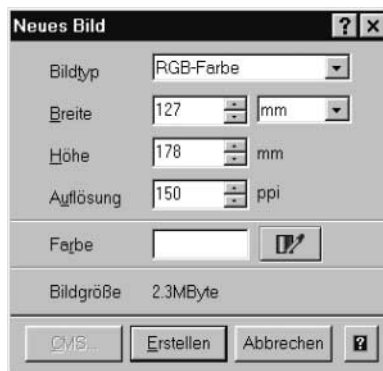 Neues Bild
Bildtyp RGB-Farbe
Breite 127 mm
Höhe 178 mm
Auflösung 150 ppi
Farbe
Bildgröße 2.3MByte
CMS... Erstellen Abbrechen